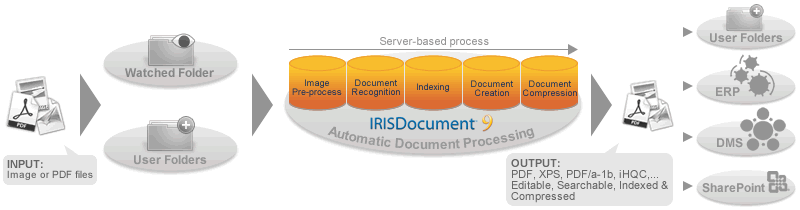 PDF
INPUT:
Image or PDF files
Watched Folder
User Folders
Server-based process
Image
Pre-process
Document
Recognition
Indexing
Document
Creation
Document
Compression
IRISDocument 9
Automatic Document Processing
PDF
OUTPUT:
PDF, XPS, PDF/a-1b, iHQC,...
Editable, Searchable, Indexed &
Compressed
User Folders
ERP
DMS
SharePoint